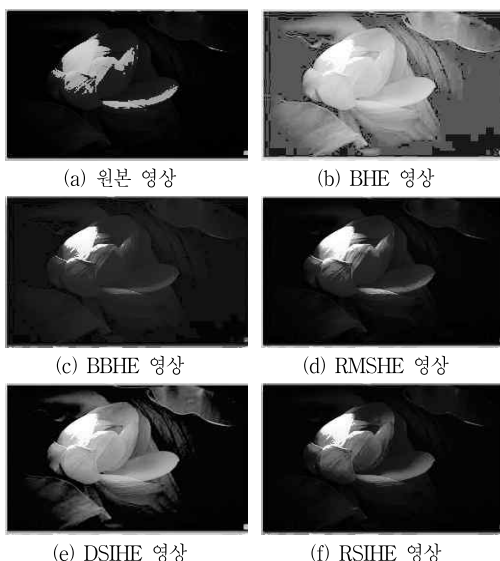 (a) 원본 영상
(b) BHE 영상
(c) BBHE 영상
(d) RMSHE 영상
(e) DSIHE 영상
(f) RSIHE 영상